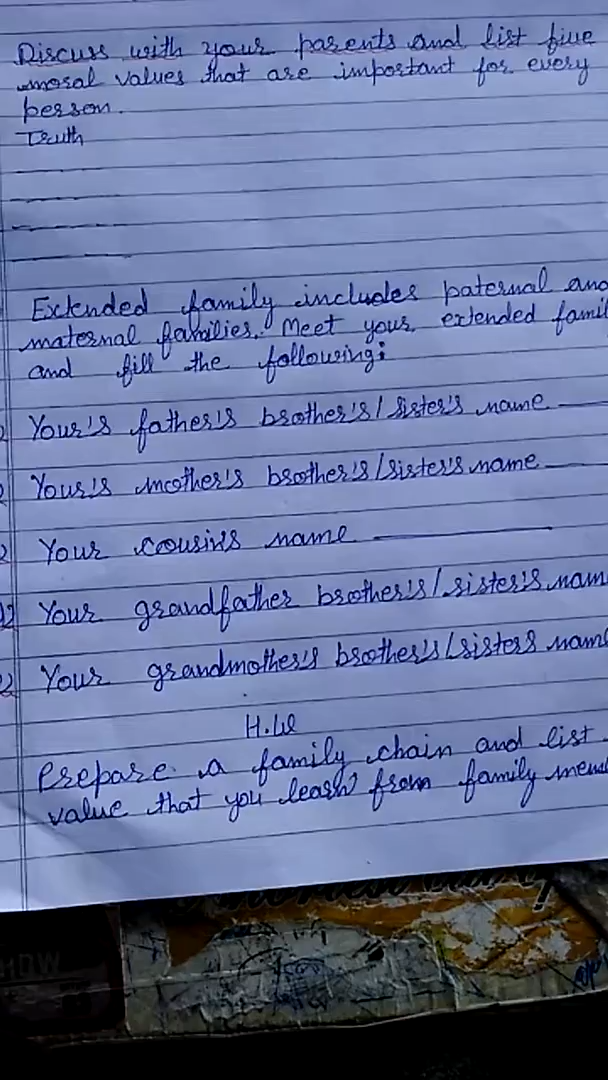 Discuss with your parents and list five
moral values that are important for every
person.
Truth
Extended family includes paternal and
maternal families. Meet your extended famil
and fill the following:
Your's father's brother's/sister's name
Your's mother's brother's/sister's name
Your cousin's name
Your grandfather brother's/sister's nam
Your grandmother's brother's/sisters nam
H.W
Prepare a family chain and list
value that you learn from family mem